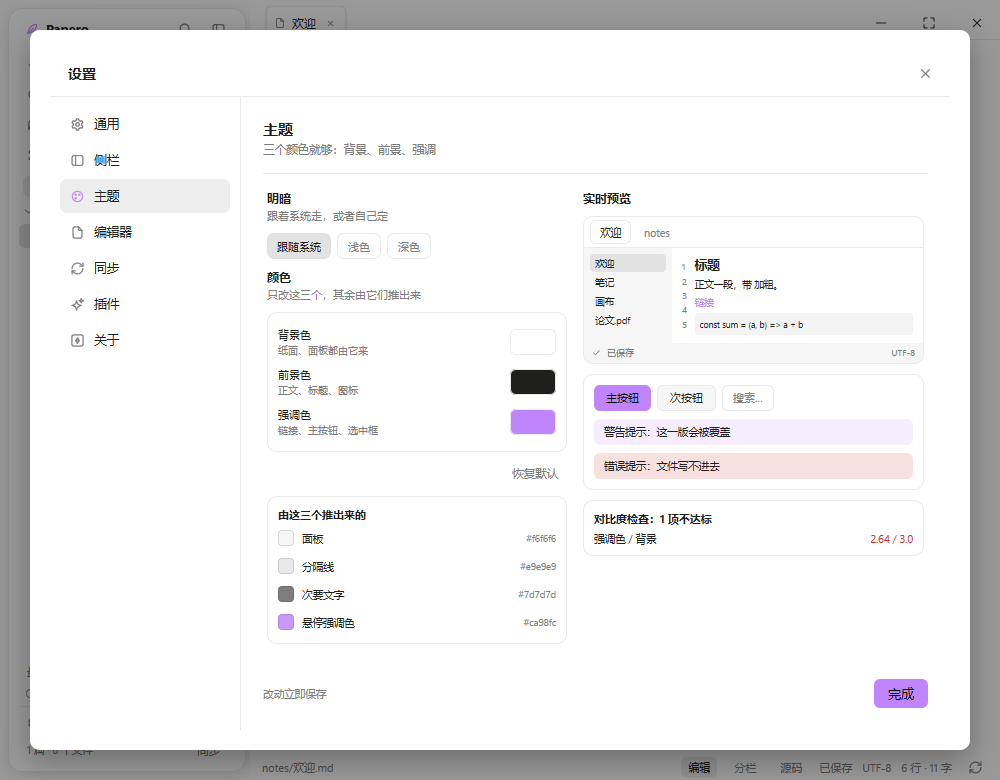 Papero
欢迎
设置
通用
侧栏
主题
编辑器
同步
插件
关于
主题
三个颜色就够：背景、前景、强调
明暗
跟着系统走，或者自己定
跟随系统
浅色
深色
颜色
只改这三个，其余由它们推出来
背景色
纸面、面板都由它来
前景色
正文、标题、图标
强调色
链接、主按钮、选中框
恢复默认
由这三个推出来的
面板 #f6f6f6
分隔线 #e9e9e9
次要文字 #7d7d7d
悬停强调色 #ca98fc
实时预览
欢迎 notes
欢迎
笔记
画布
论文.pdf
1 标题
2 正文一段，带 加粗。
3 链接
4
5 const sum = (a, b) => a + b
已保存 UTF-8
主按钮 次按钮 搜索...
警告提示：这一版会被覆盖
错误提示：文件写不进去
对比度检查：1 项不达标
强调色 / 背景 2.64 / 3.0
改动立即保存
完成
notes/欢迎.md
编辑 分栏 源码 已保存 UTF-8 6 行 · 11 字